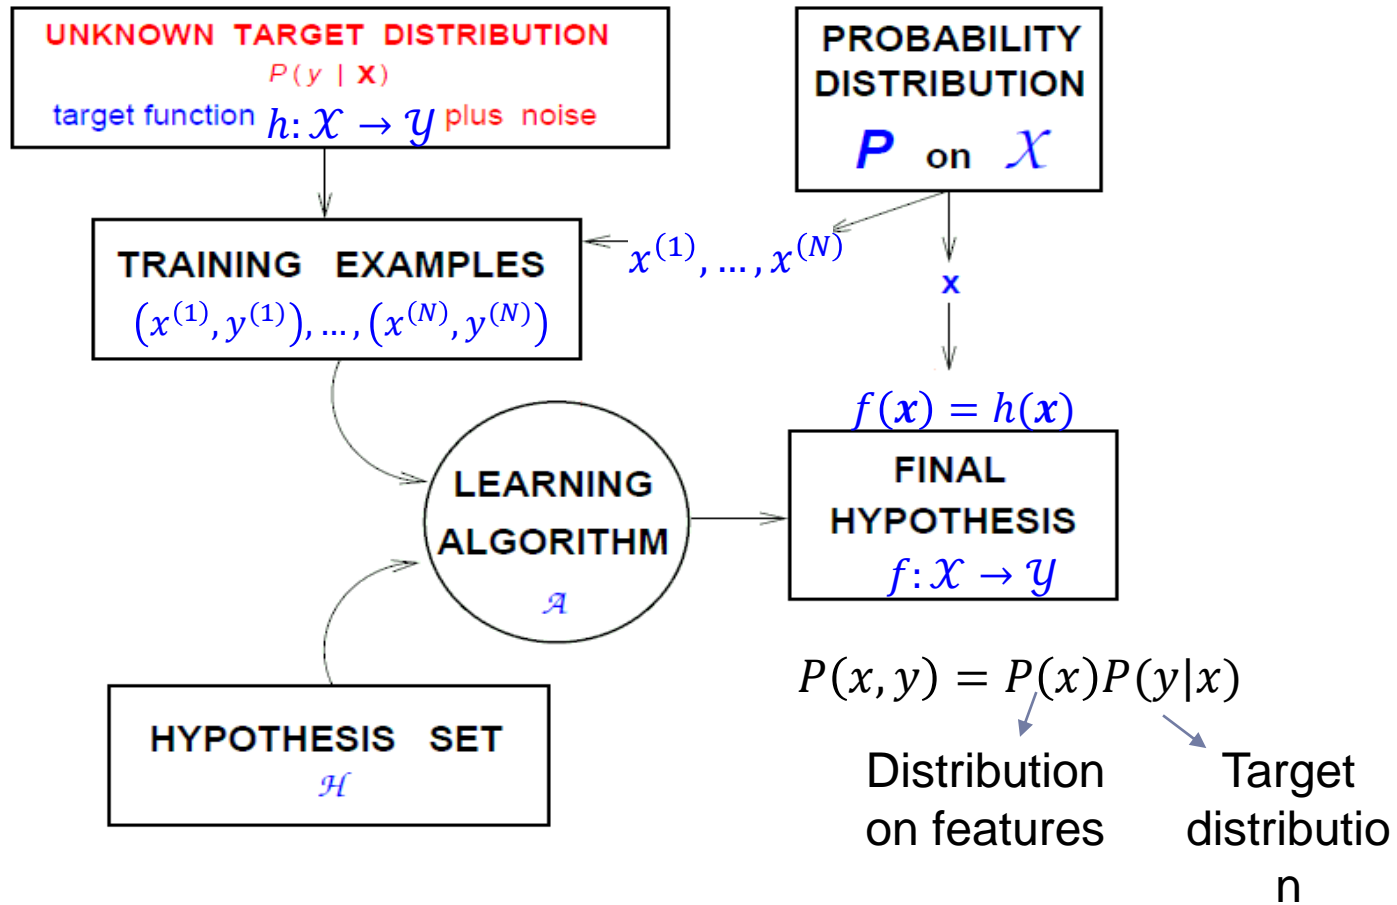 UNKNOWN TARGET DISTRIBUTION
P(y | x)
target function h: 𝒳 → 𝒴 plus noise
PROBABILITY
DISTRIBUTION
P on 𝒳
TRAINING EXAMPLES
(x^(1), y^(1)), …, (x^(N), y^(N))
x^(1), …, x^(N)
x
f(x) = h(x)
LEARNING
ALGORITHM
𝒜
FINAL
HYPOTHESIS
f: 𝒳 → 𝒴
HYPOTHESIS SET
ℋ
P(x, y) = P(x)P(y|x)
Distribution
on features
Target
distributio
n